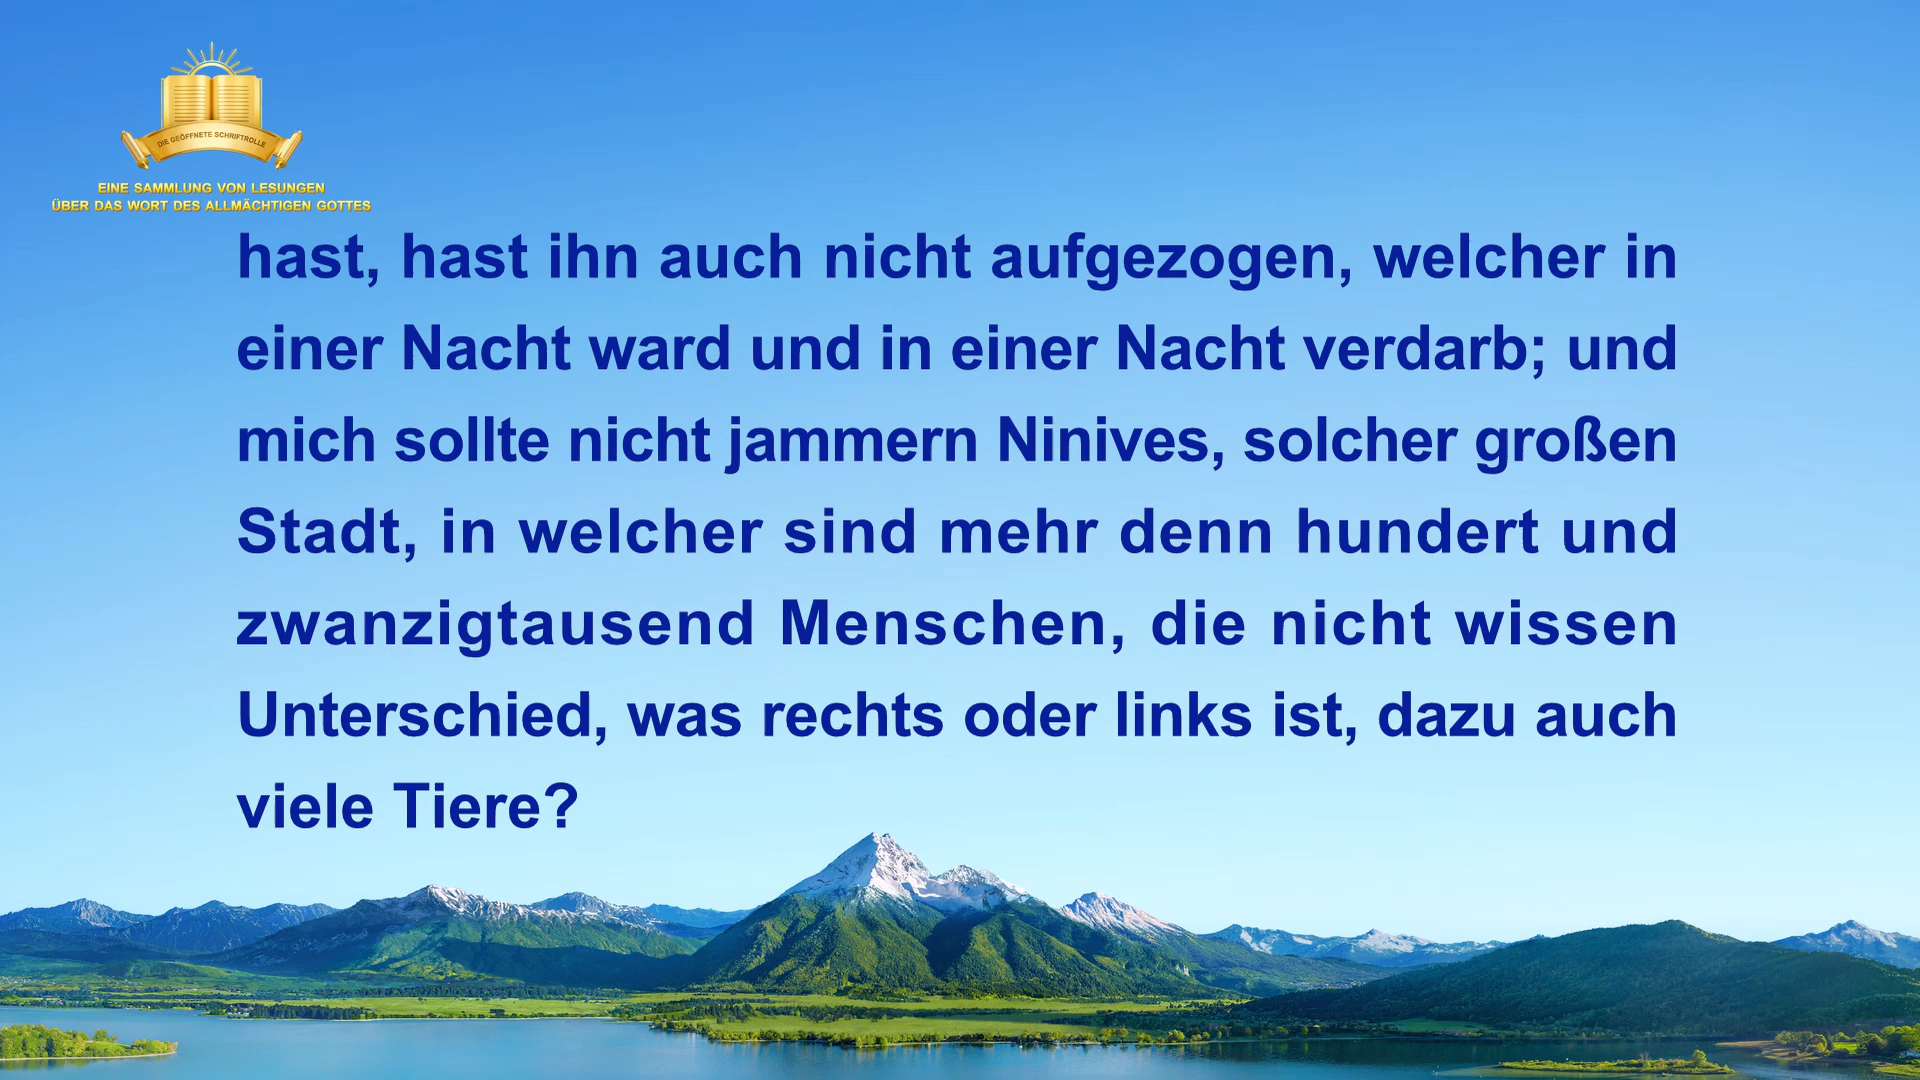 DIE GEÖFFNETE SCHRIFTROLLE
EINE SAMMLUNG VON LESUNGEN
ÜBER DAS WORT DES ALLMÄCHTIGEN GOTTES
hast, hast ihn auch nicht aufgezogen, welcher in
einer Nacht ward und in einer Nacht verdarb; und
mich sollte nicht jammern Ninives, solcher großen
Stadt, in welcher sind mehr denn hundert und
zwanzigtausend Menschen, die nicht wissen
Unterschied, was rechts oder links ist, dazu auch
viele Tiere?